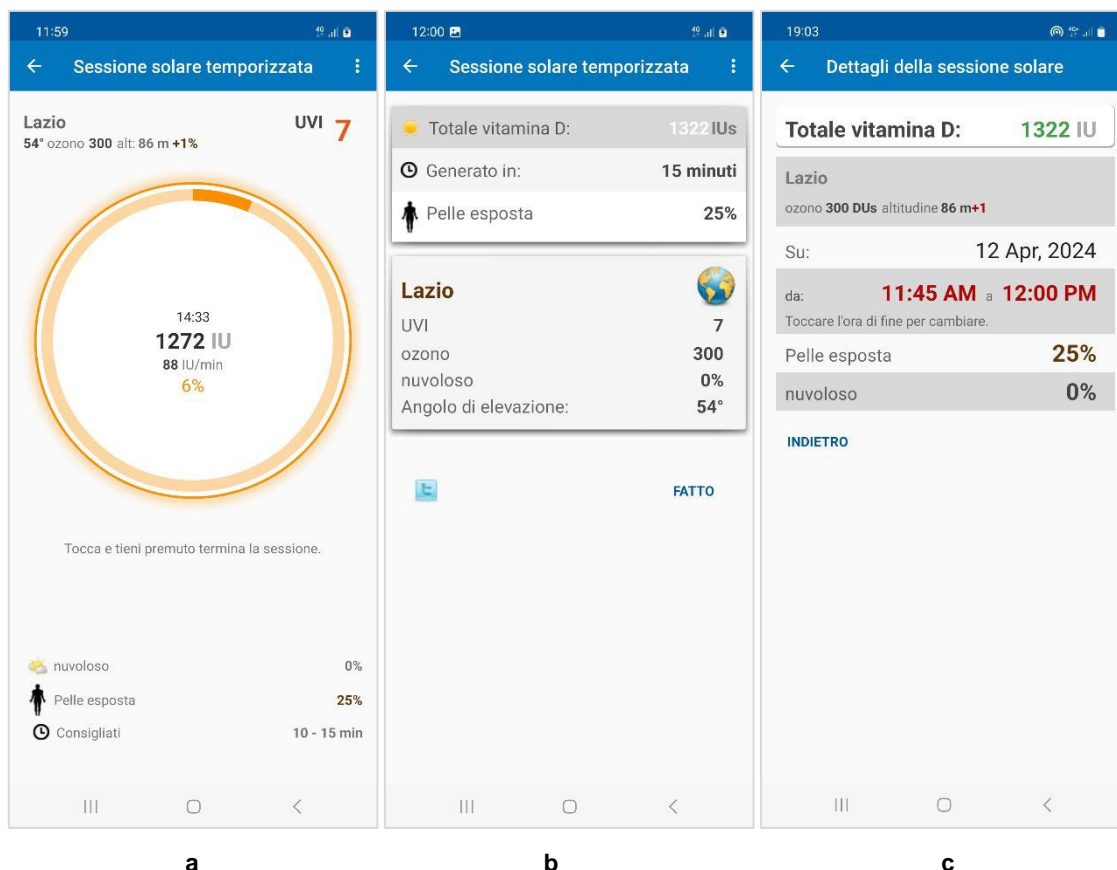 11:59
Sessione solare temporizzata
Lazio
UVI 7
54° ozono 300 alt: 86 m +1%
14:33
1272 IU
88 IU/min
6%
Tocca e tieni premuto termina la sessione.
nuvoloso 0%
Pelle esposta 25%
Consigliati 10 - 15 min
a
12:00
Sessione solare temporizzata
Totale vitamina D: 1322 IUs
Generato in: 15 minuti
Pelle esposta 25%
Lazio
UVI 7
ozono 300
nuvoloso 0%
Angolo di elevazione: 54°
FATTO
b
19:03
Dettagli della sessione solare
Totale vitamina D: 1322 IU
Lazio
ozono 300 DUs altitudine 86 m+1
Su: 12 Apr, 2024
da: 11:45 AM a 12:00 PM
Toccare l'ora di fine per cambiare.
Pelle esposta 25%
nuvoloso 0%
INDIETRO
c